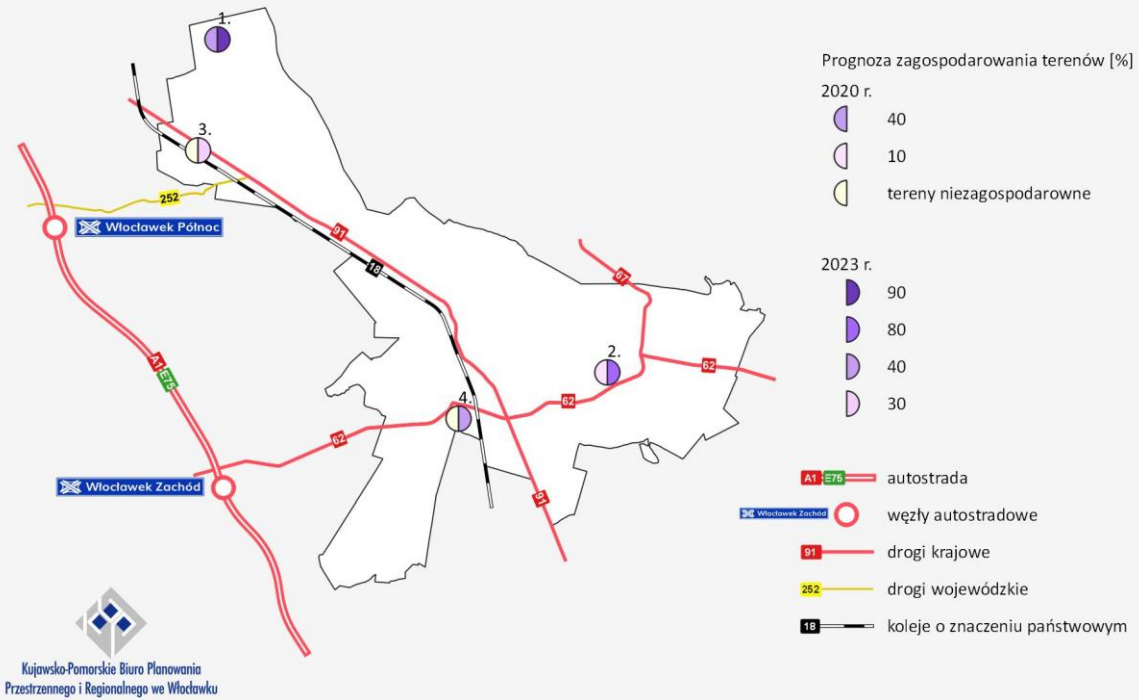 1.
3.
252
Włocławek Północ
91
18
67
A1
E75
2.
62
62
4.
62
Włocławek Zachód
91
Kujawsko-Pomorskie Biuro Planowania
Przestrzennego i Regionalnego we Włocławku
Prognoza zagospodarowania terenów [%]
2020 r.
40
10
tereny niezagospodarowne
2023 r.
90
80
40
30
A1 E75 autostrada
Włocławek Zachód węzły autostradowe
91 drogi krajowe
252 drogi wojewódzkie
18 koleje o znaczeniu państwowym